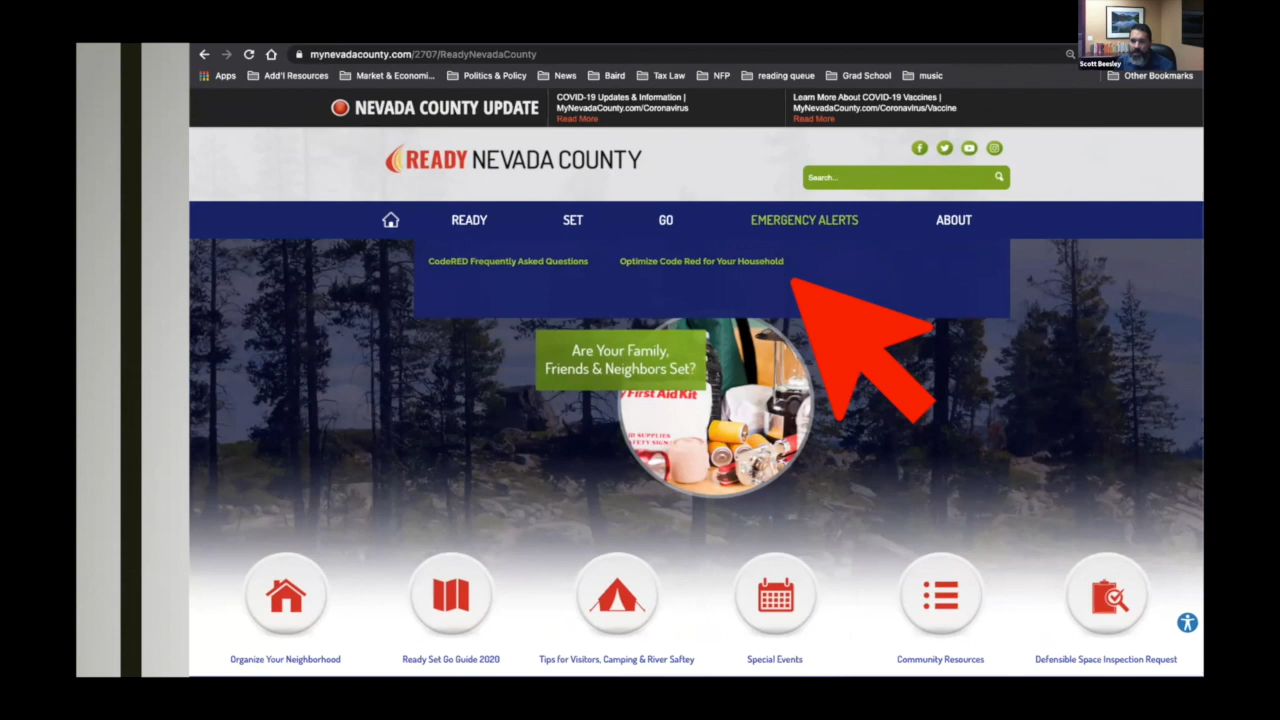 Scott Beesley
mynevadacounty.com/2707/ReadyNevadaCounty
Apps Add'l Resources Market & Economi... Politics & Policy News Baird Tax Law NFP reading queue Grad School music Other Bookmarks
NEVADA COUNTY UPDATE
COVID-19 Updates & Information |
MyNevadaCounty.com/Coronavirus
Read More
Learn More About COVID-19 Vaccines |
MyNevadaCounty.com/Coronavirus/Vaccine
Read More
READY NEVADA COUNTY
Search...
READY SET GO EMERGENCY ALERTS ABOUT
CodeRED Frequently Asked Questions Optimize Code Red for Your Household
Are Your Family,
Friends & Neighbors Set?
First Aid Kit
Organize Your Neighborhood Ready Set Go Guide 2020 Tips for Visitors, Camping & River Saftey Special Events Community Resources Defensible Space Inspection Request